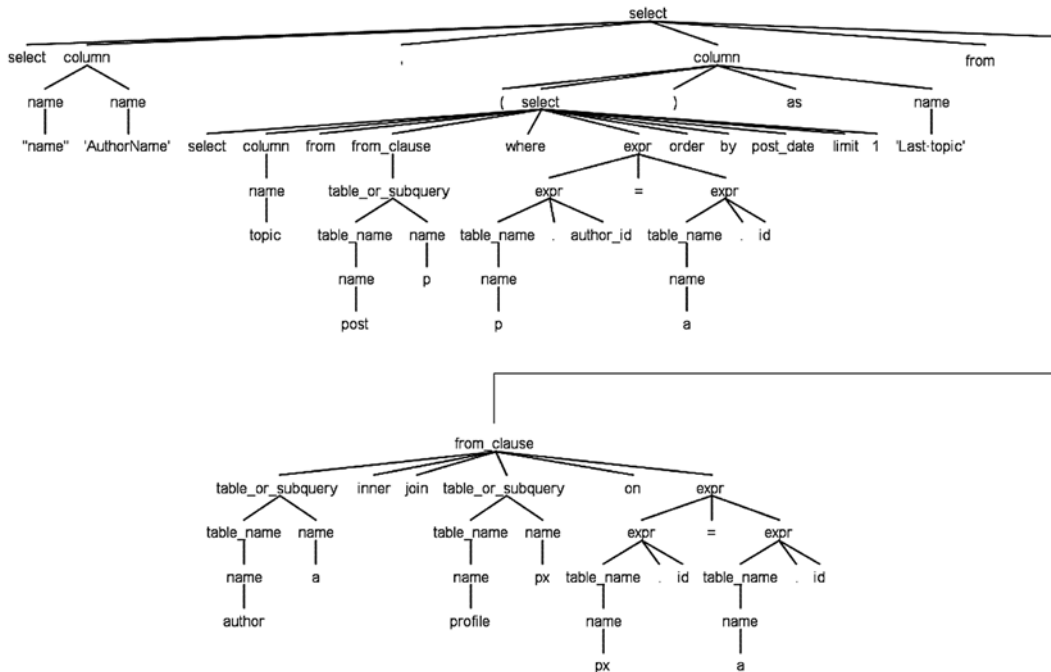 select
select column , column from
name name ( select ) as name
"name" 'AuthorName' select column from from_clause where expr order by post_date limit 1 'Last·topic'
name table_or_subquery expr = expr
topic table_name name table_name . author_id table_name . id
name p name name
post p a
from_clause
table_or_subquery inner join table_or_subquery on expr
table_name name table_name name expr = expr
name a name px table_name . id table_name . id
author profile name name
px a